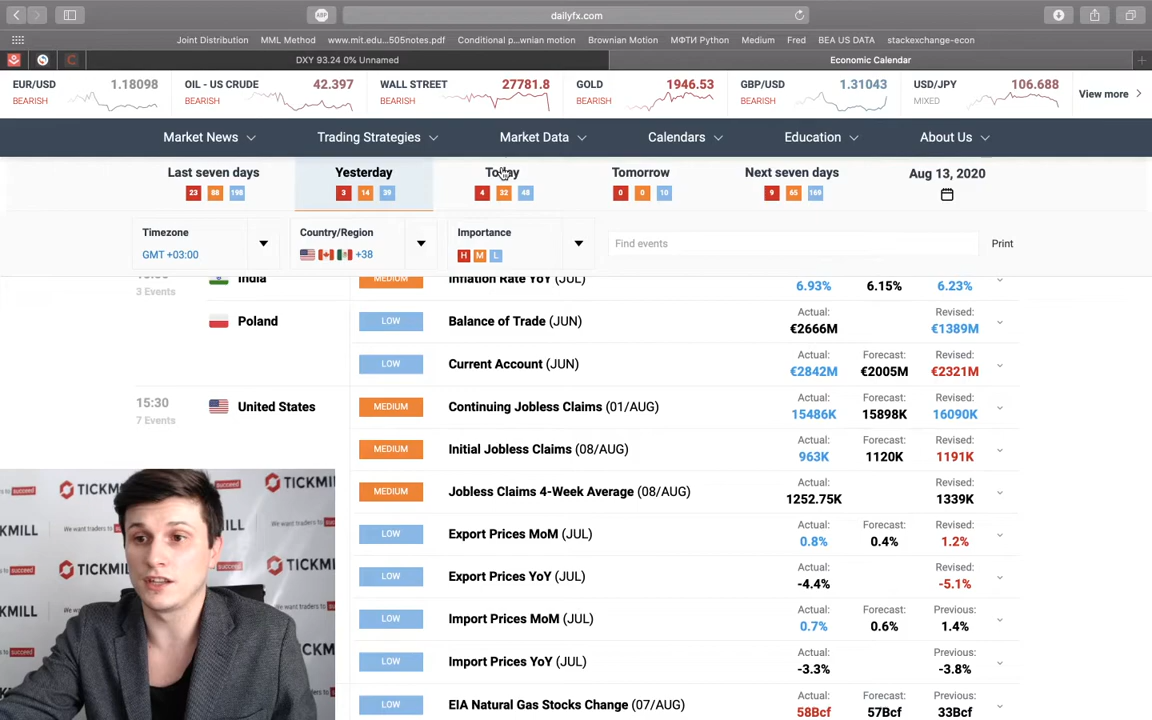 dailyfx.com
ABP
Joint Distribution MML Method www.mit.edu...505notes.pdf Conditional p...wnian motion Brownian Motion МФТИ Python Medium Fred BEA US DATA stackexchange-econ
DXY 93.24 0% Unnamed Economic Calendar
EUR/USD 1.18098 OIL - US CRUDE 42.397 WALL STREET 27781.8 GOLD 1946.53 GBP/USD 1.31043 USD/JPY 106.688
BEARISH BEARISH BEARISH BEARISH BEARISH MIXED View more
Market News Trading Strategies Market Data Calendars Education About Us
Last seven days Yesterday Today Tomorrow Next seven days Aug 13, 2020
23 88 198 3 14 39 4 32 48 0 0 10 9 65 169
Timezone Country/Region Importance Find events Print
GMT +03:00 +38 H M L
3 Events India MEDIUM Inflation Rate YoY (JUL) 6.93% 6.15% 6.23%
Poland LOW Balance of Trade (JUN) Actual: €2666M Revised: €1389M
LOW Current Account (JUN) Actual: €2842M Forecast: €2005M Revised: €2321M
15:30 United States MEDIUM Continuing Jobless Claims (01/AUG) Actual: 15486K Forecast: 15898K Revised: 16090K
7 Events
MEDIUM Initial Jobless Claims (08/AUG) Actual: 963K Forecast: 1120K Revised: 1191K
MEDIUM Jobless Claims 4-Week Average (08/AUG) Actual: 1252.75K Revised: 1339K
LOW Export Prices MoM (JUL) Actual: 0.8% Forecast: 0.4% Revised: 1.2%
LOW Export Prices YoY (JUL) Actual: -4.4% Revised: -5.1%
LOW Import Prices MoM (JUL) Actual: 0.7% Forecast: 0.6% Previous: 1.4%
LOW Import Prices YoY (JUL) Actual: -3.3% Previous: -3.8%
LOW EIA Natural Gas Stocks Change (07/AUG) Actual: 58Bcf Forecast: 57Bcf Previous: 33Bcf
TICKMILL
We want traders to succeed